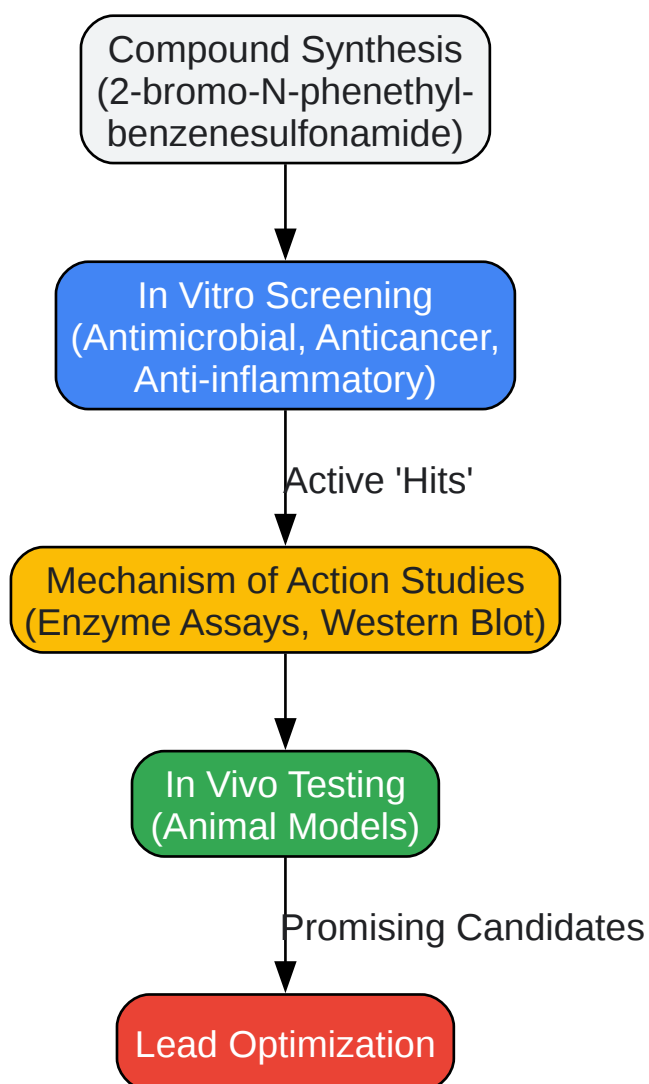 Compound Synthesis
(2-bromo-N-phenethyl-
benzenesulfonamide)
In Vitro Screening
(Antimicrobial, Anticancer,
Anti-inflammatory)
Active 'Hits'
Mechanism of Action Studies
(Enzyme Assays, Western Blot)
In Vivo Testing
(Animal Models)
Promising Candidates
Lead Optimization